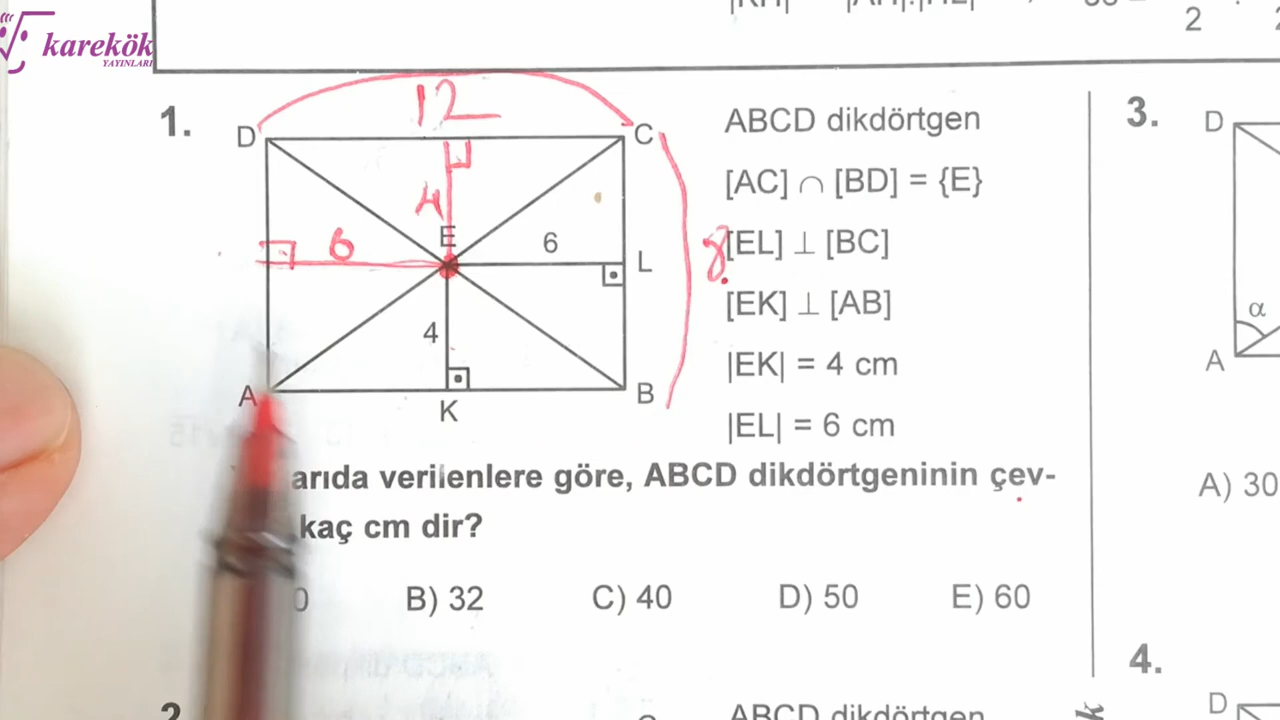 karekök
YAYINLARI
2
1.
D
12
C
ABCD dikdörtgen
[AC] ∩ [BD] = {E}
4
E
6
6
L
8
[EL] ⊥ [BC]
[EK] ⊥ [AB]
4
|EK| = 4 cm
A
K
B
|EL| = 6 cm
arıda verilenlere göre, ABCD dikdörtgeninin çev-
kaç cm dir?
0 B) 32 C) 40 D) 50 E) 60
2
ABCD dikdörtgen
3.
D
α
A
A) 30
4.
D